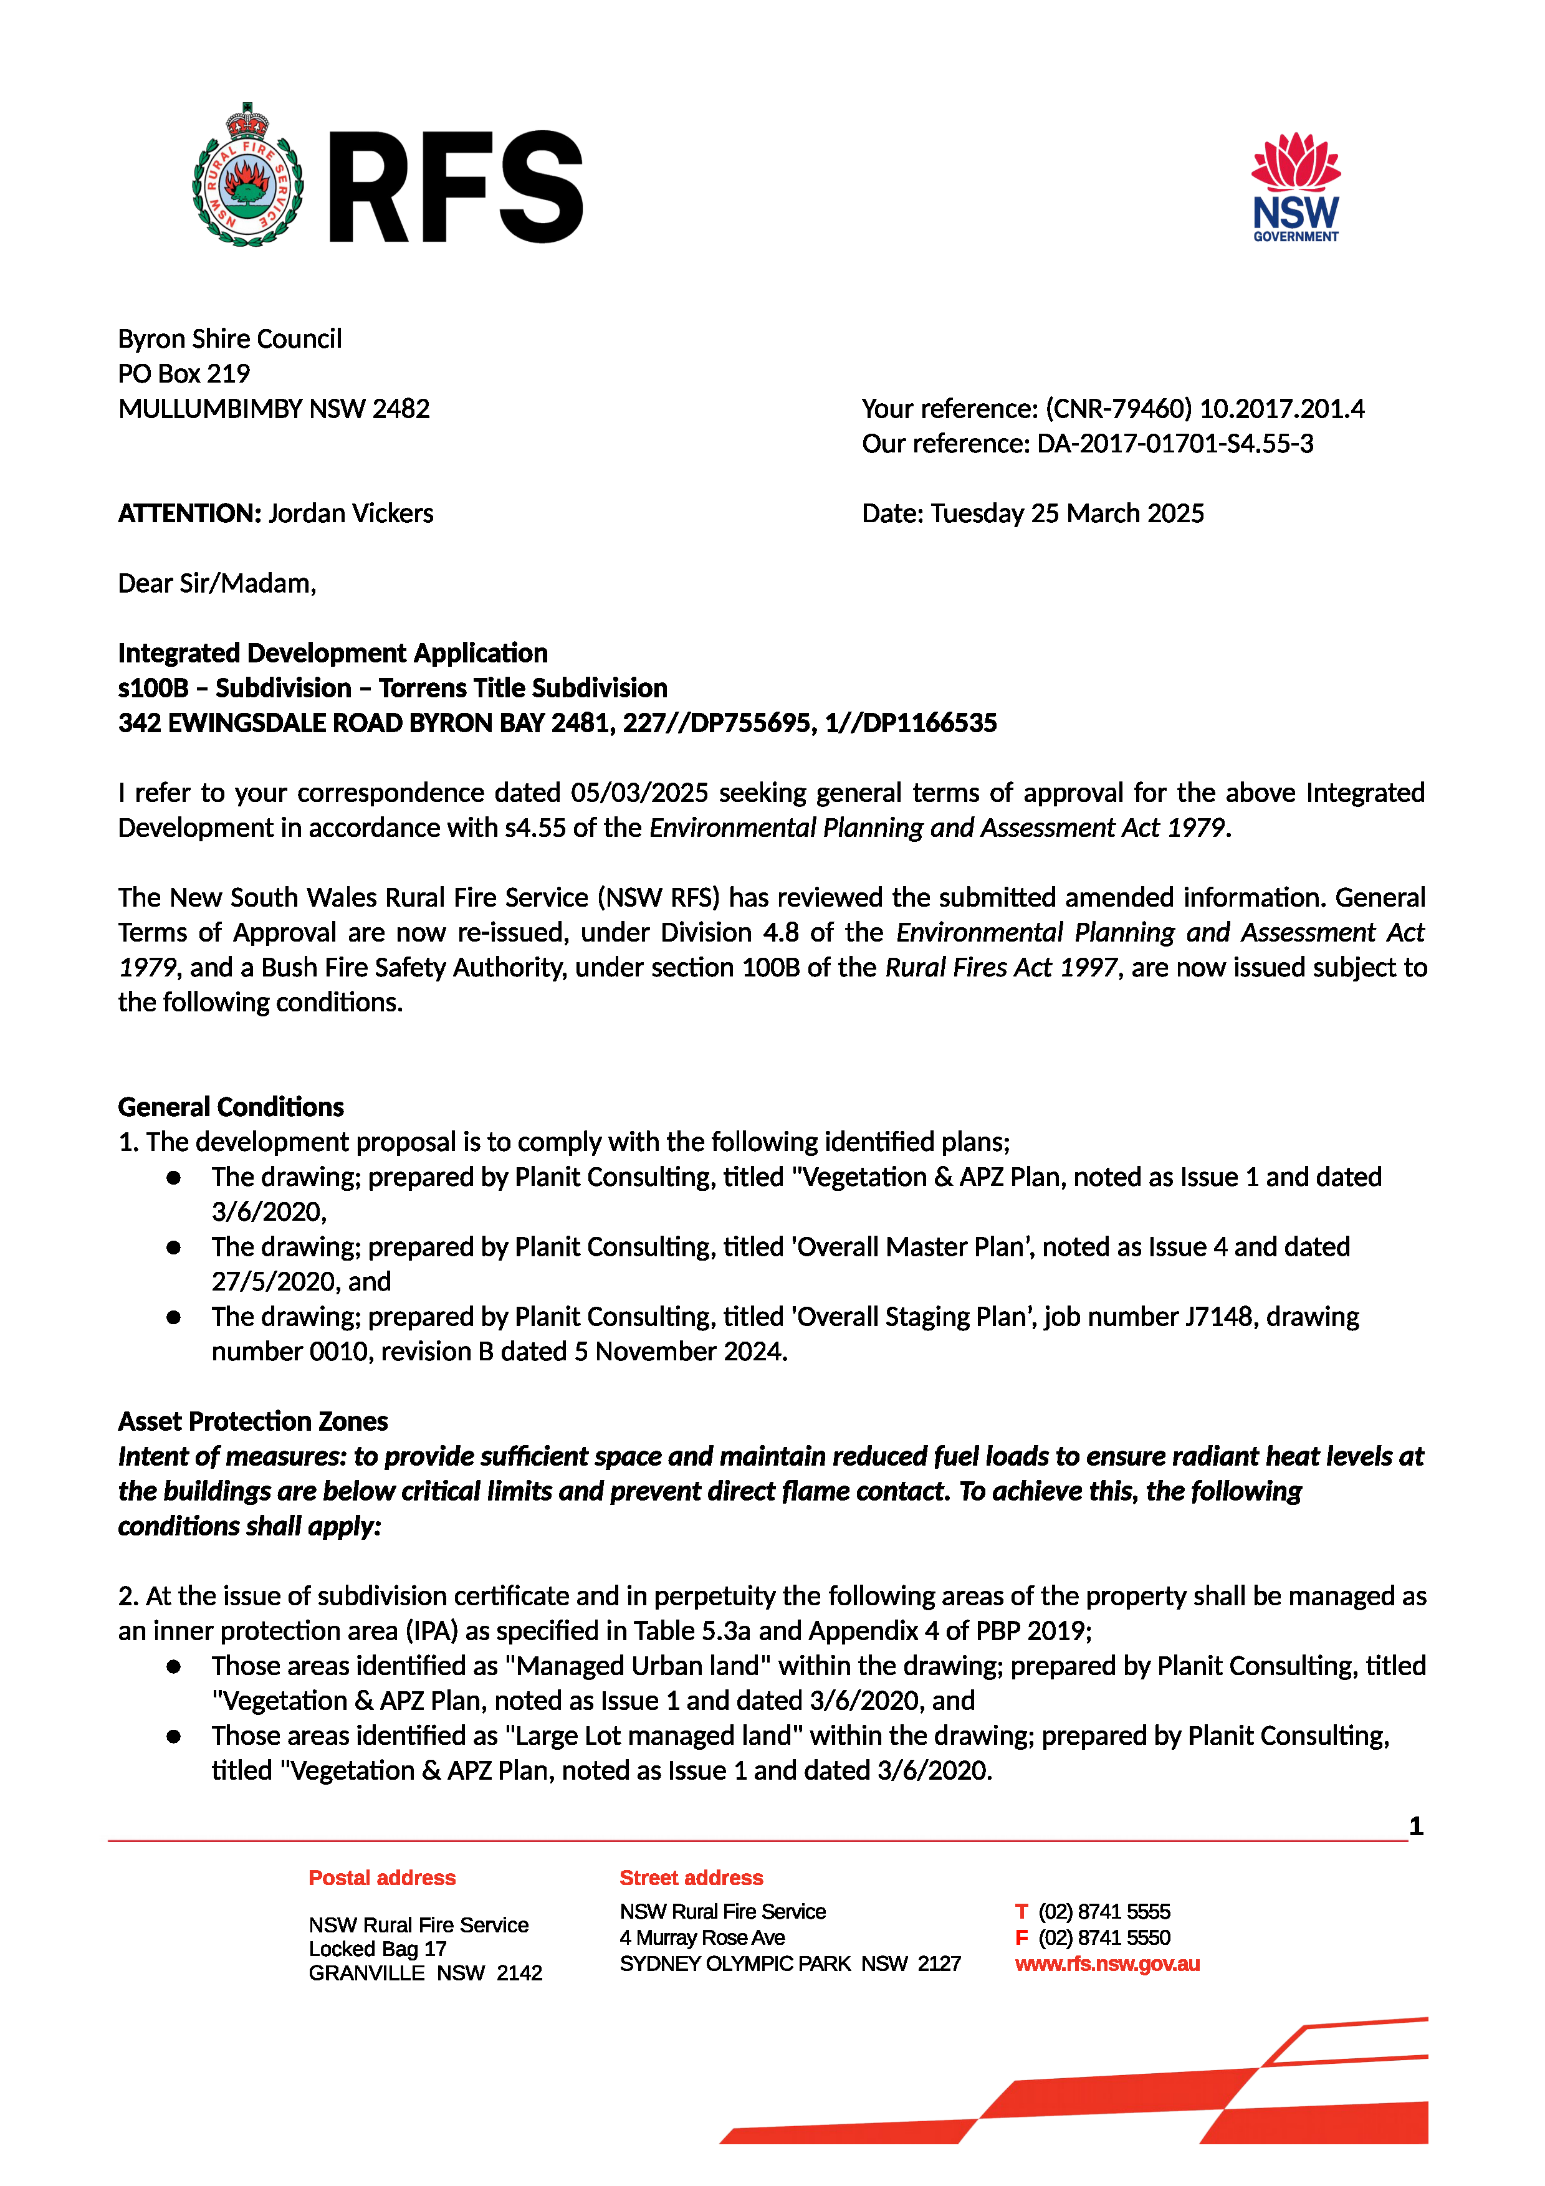 NSW RURAL FIRE SERVICE
RFS
NSW
GOVERNMENT
Byron Shire Council
PO Box 219
MULLUMBIMBY NSW 2482
Your reference: (CNR-79460) 10.2017.201.4
Our reference: DA-2017-01701-S4.55-3
ATTENTION: Jordan Vickers
Date: Tuesday 25 March 2025
Dear Sir/Madam,
Integrated Development Application
s100B – Subdivision – Torrens Title Subdivision
342 EWINGSDALE ROAD BYRON BAY 2481, 227//DP755695, 1//DP1166535
I refer to your correspondence dated 05/03/2025 seeking general terms of approval for the above Integrated
Development in accordance with s4.55 of the Environmental Planning and Assessment Act 1979.
The New South Wales Rural Fire Service (NSW RFS) has reviewed the submitted amended information. General
Terms of Approval are now re-issued, under Division 4.8 of the Environmental Planning and Assessment Act
1979, and a Bush Fire Safety Authority, under section 100B of the Rural Fires Act 1997, are now issued subject to
the following conditions.
General Conditions
1. The development proposal is to comply with the following identified plans;
● The drawing; prepared by Planit Consulting, titled "Vegetation & APZ Plan, noted as Issue 1 and dated
3/6/2020,
● The drawing; prepared by Planit Consulting, titled 'Overall Master Plan', noted as Issue 4 and dated
27/5/2020, and
● The drawing; prepared by Planit Consulting, titled 'Overall Staging Plan', job number J7148, drawing
number 0010, revision B dated 5 November 2024.
Asset Protection Zones
Intent of measures: to provide sufficient space and maintain reduced fuel loads to ensure radiant heat levels at
the buildings are below critical limits and prevent direct flame contact. To achieve this, the following
conditions shall apply:
2. At the issue of subdivision certificate and in perpetuity the following areas of the property shall be managed as
an inner protection area (IPA) as specified in Table 5.3a and Appendix 4 of PBP 2019;
● Those areas identified as "Managed Urban land" within the drawing; prepared by Planit Consulting, titled
"Vegetation & APZ Plan, noted as Issue 1 and dated 3/6/2020, and
● Those areas identified as "Large Lot managed land" within the drawing; prepared by Planit Consulting,
titled "Vegetation & APZ Plan, noted as Issue 1 and dated 3/6/2020.
1
Postal address
NSW Rural Fire Service
Locked Bag 17
GRANVILLE NSW 2142
Street address
NSW Rural Fire Service
4 Murray Rose Ave
SYDNEY OLYMPIC PARK NSW 2127
T (02) 8741 5555
F (02) 8741 5550
www.rfs.nsw.gov.au